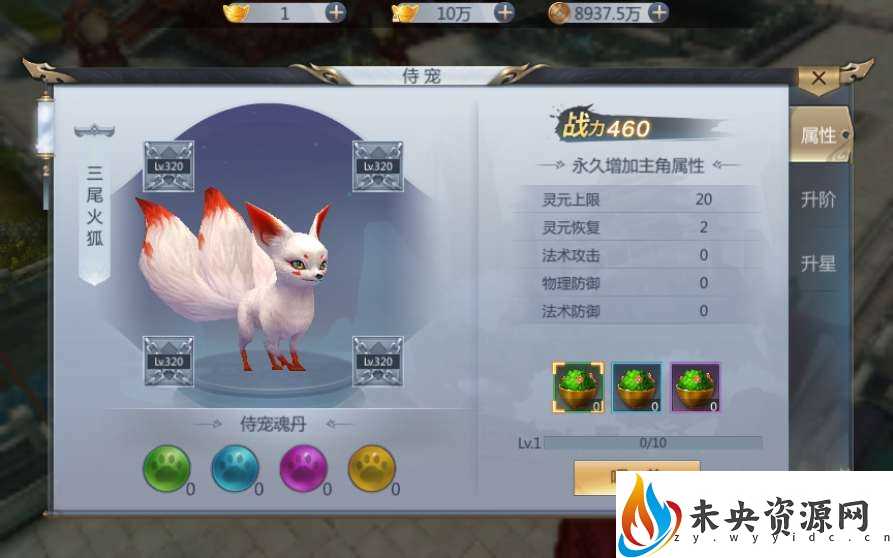 1
10万
8937.5万
侍宠
三尾火狐
Lv.320
Lv.320
Lv.320
Lv.320
侍宠魂丹
0
0
0
0
战力460
永久增加主角属性
灵元上限 20
灵元恢复 2
法术攻击 0
物理防御 0
法术防御 0
0
0
0
Lv.1 0/10
属性
升阶
升星
未央资源网
zy.wyyidc.cn